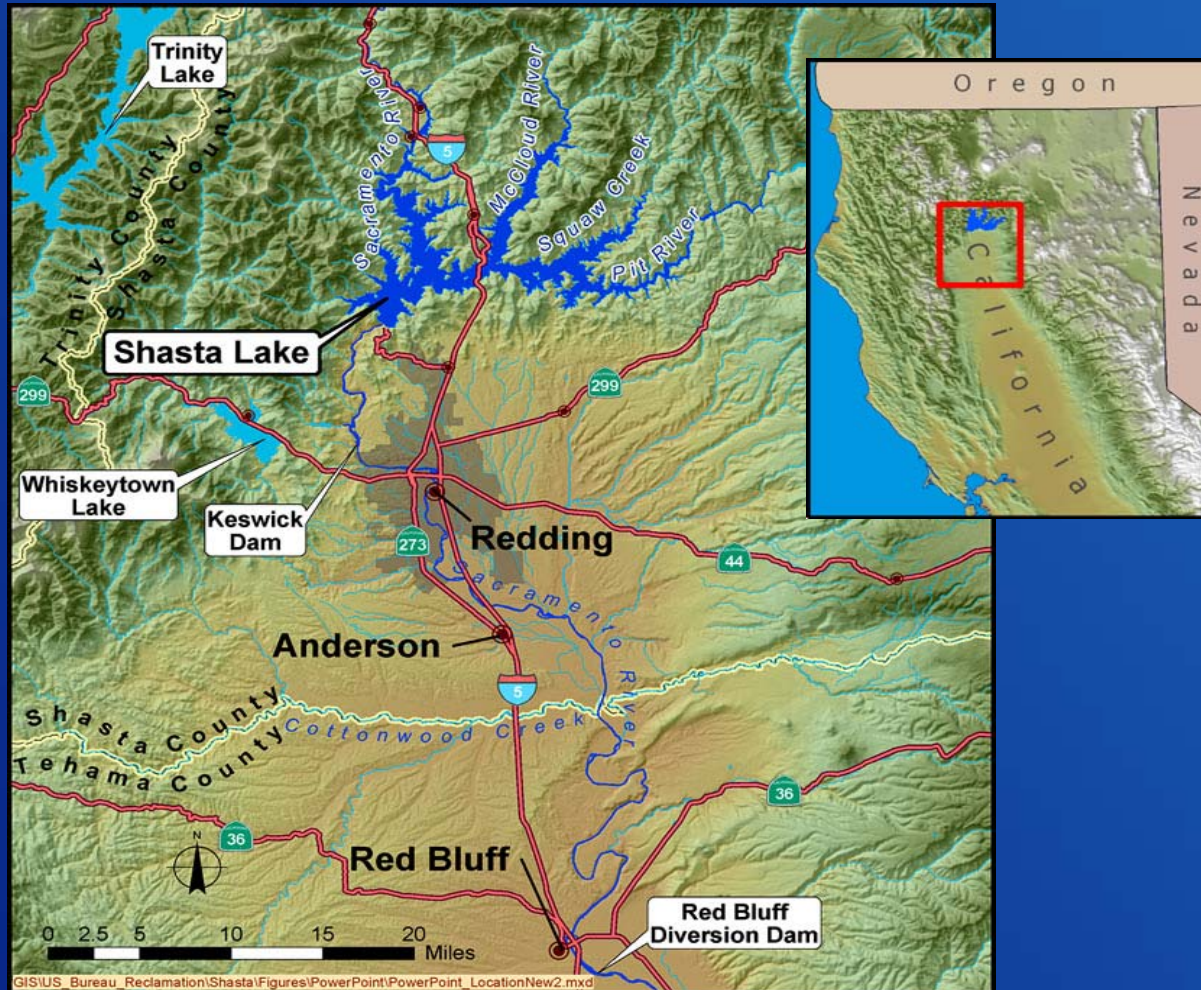 Trinity
Lake
Sacramento River
5
McCloud River
Squaw Creek
Pit River
Trinity County
Shasta County
Shasta Lake
299
299
Whiskeytown
Lake
Keswick
Dam
Redding
273
44
Sacramento River
Anderson
5
Shasta County
Cottonwood Creek
Tehama County
36
36
N
Red Bluff
Red Bluff
Diversion Dam
0 2.5 5 10 15 20
Miles
GIS\US_Bureau_Reclamation\Shasta\Figures\PowerPoint\PowerPoint_LocationNew2.mxd
Oregon
Nevada
California